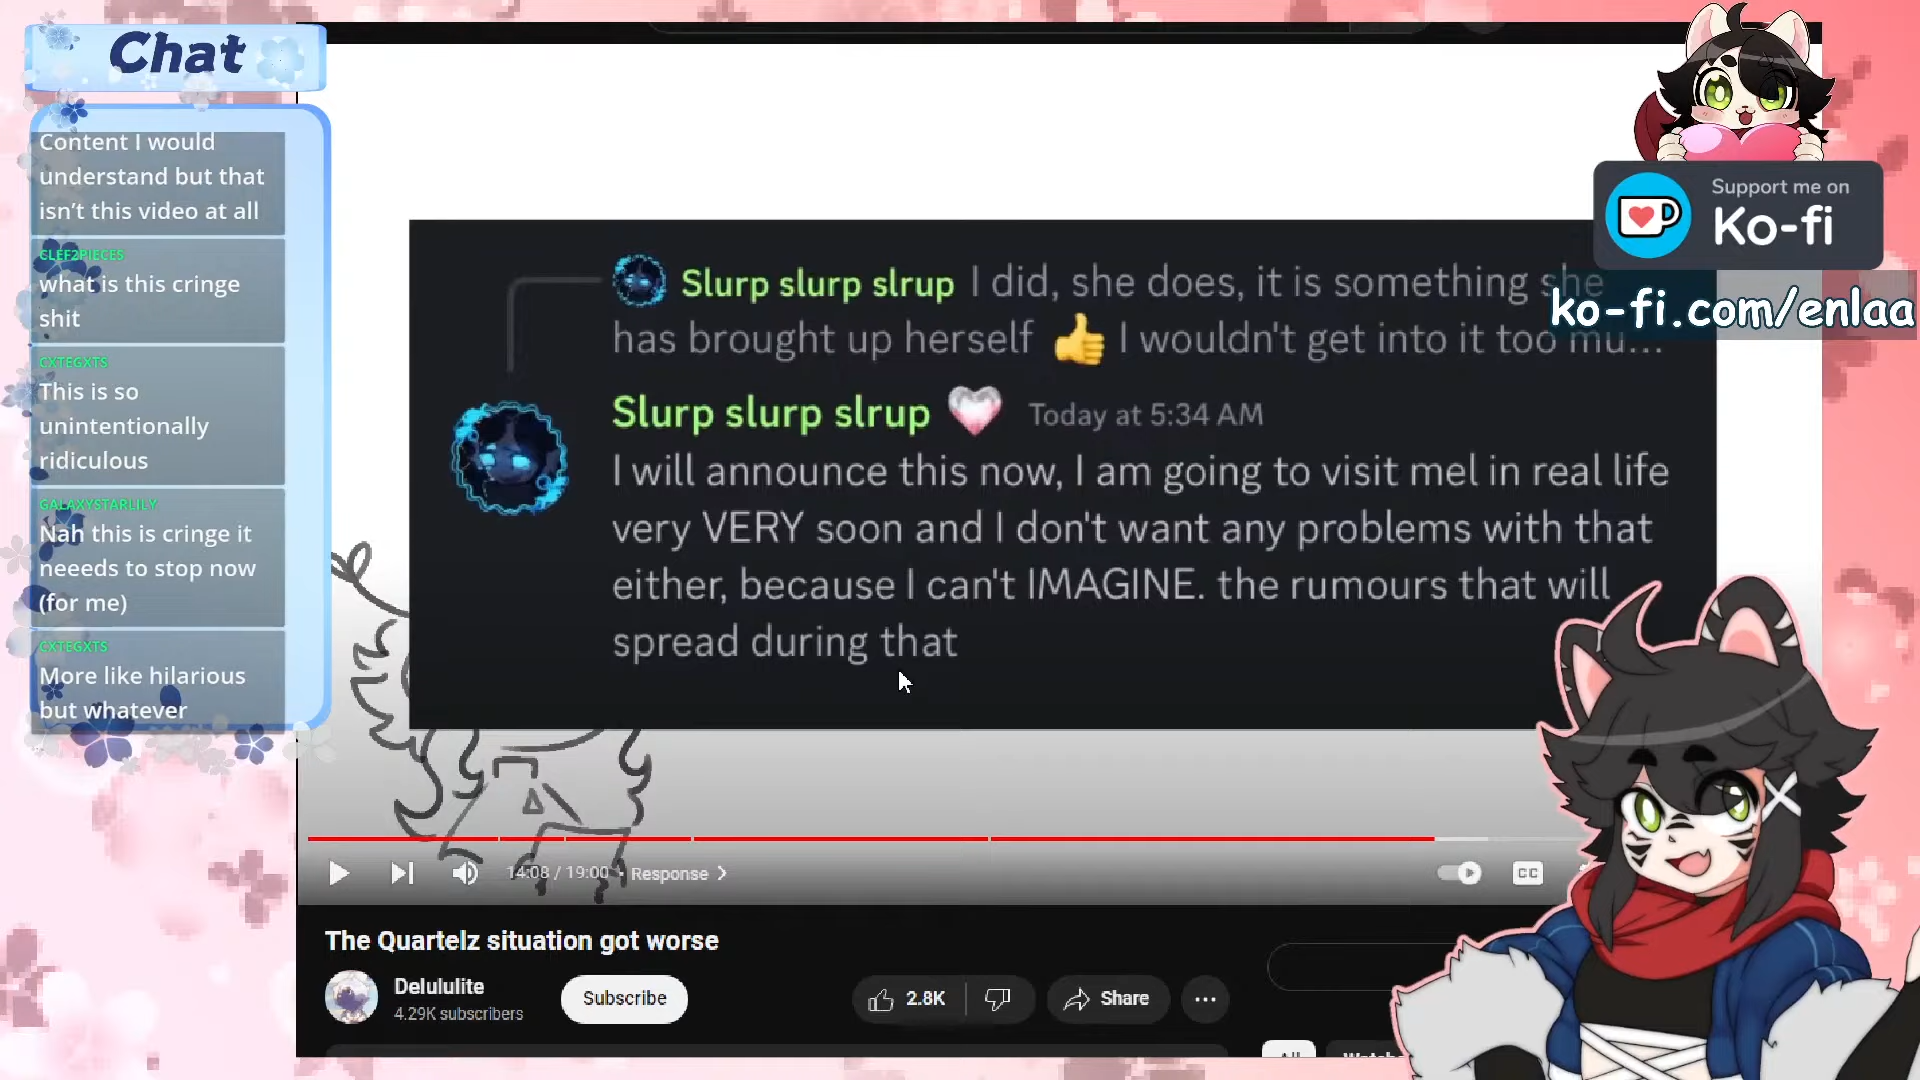 Chat
Content I would
understand but that
isn't this video at all
CLEF2PIECES
what is this cringe
shit
CXTEGXTS
This is so
unintentionally
ridiculous
GALAXYSTARLILY
Nah this is cringe it
neeeds to stop now
(for me)
CXTEGXTS
More like hilarious
but whatever
Support me on
Ko-fi
ko-fi.com/enlaa
Slurp slurp slrup I did, she does, it is something she
has brought up herself 👍 I wouldn't get into it too mu...
Slurp slurp slrup Today at 5:34 AM
I will announce this now, I am going to visit mel in real life
very VERY soon and I don't want any problems with that
either, because I can't IMAGINE. the rumours that will
spread during that
14:08 / 19:00 • Response
CC
The Quartelz situation got worse
Delululite
4.29K subscribers
Subscribe
2.8K
Share